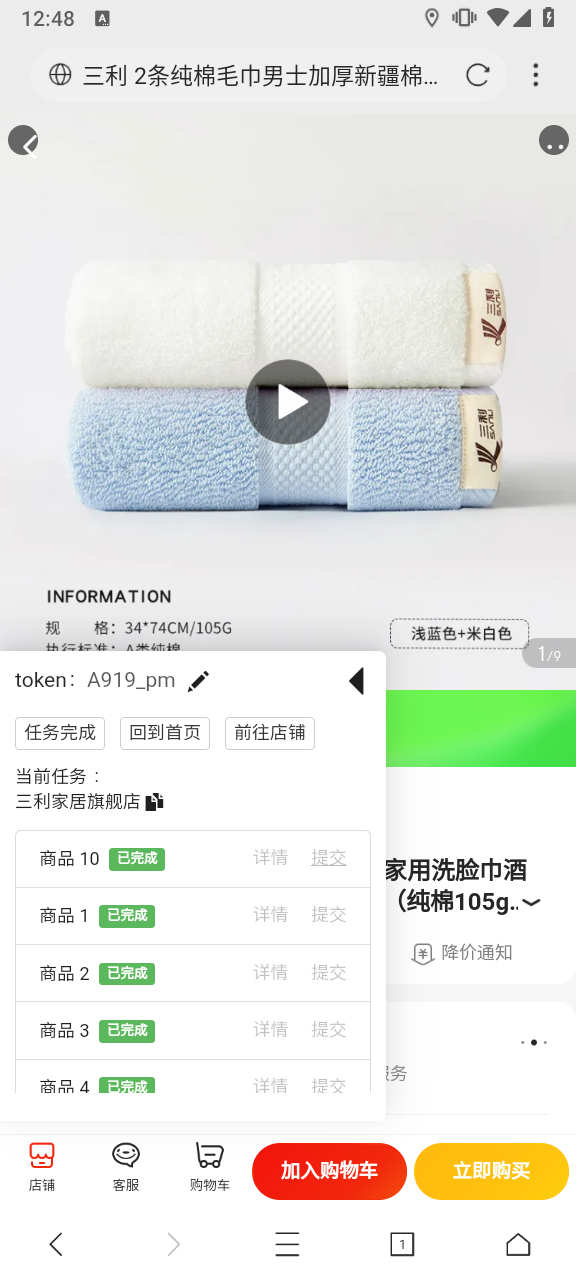 12:48
三利 2条纯棉毛巾男士加厚新疆棉...
三利
SANLI
三利
SANLI
INFORMATION
规 格：34*74CM/105G
浅蓝色+米白色
执行标准：A类纯棉
1/9
token： A919_pm
任务完成 回到首页 前往店铺
当前任务：
三利家居旗舰店
商品 10 已完成 详情 提交
商品 1 已完成 详情 提交
商品 2 已完成 详情 提交
商品 3 已完成 详情 提交
商品 4 已完成 详情 提交
家用洗脸巾酒
（纯棉105g..
降价通知
服务
店铺 客服 购物车 加入购物车 立即购买
1